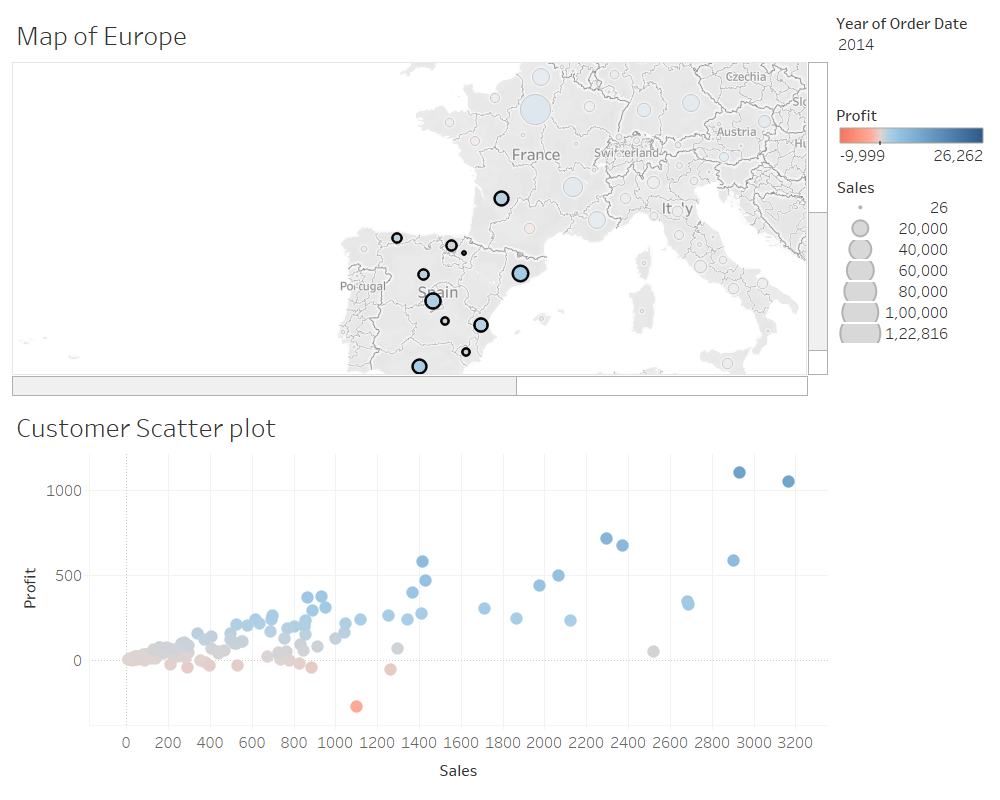 Map of Europe
Year of Order Date
2014
Profit
-9,999 26,262
Sales
26
20,000
40,000
60,000
80,000
1,00,000
1,22,816
Czechia
Austria
France
Switzerland
Italy
Portugal
Spain
Customer Scatter plot
Profit
1000
500
0
0 200 400 600 800 1000 1200 1400 1600 1800 2000 2200 2400 2600 2800 3000 3200
Sales